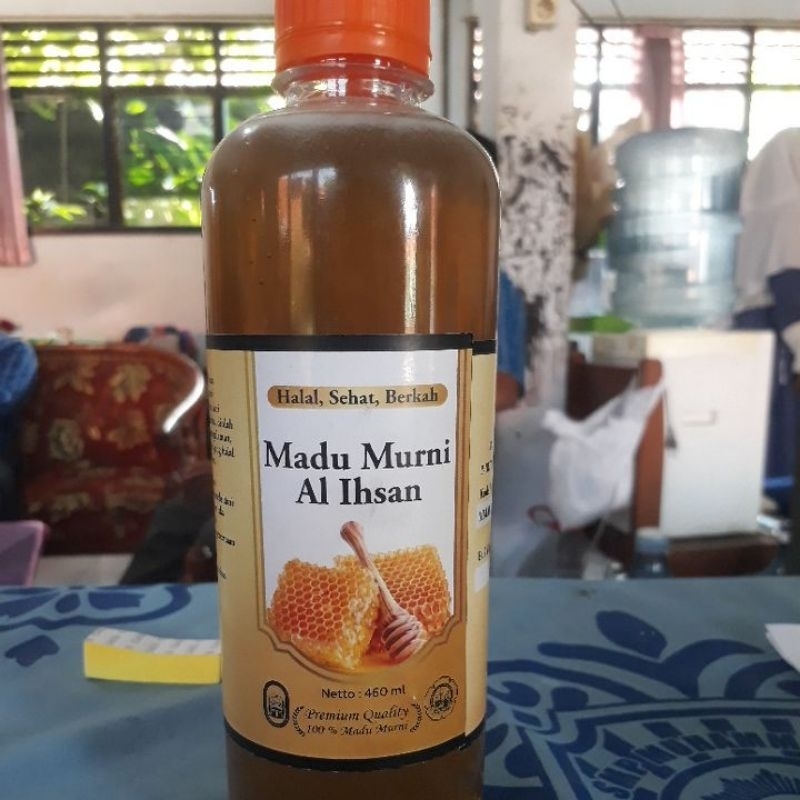 Halal, Sehat, Berkah
Madu Murni
Al Ihsan
Netto : 460 ml
Premium Quality
100 % Madu Murni